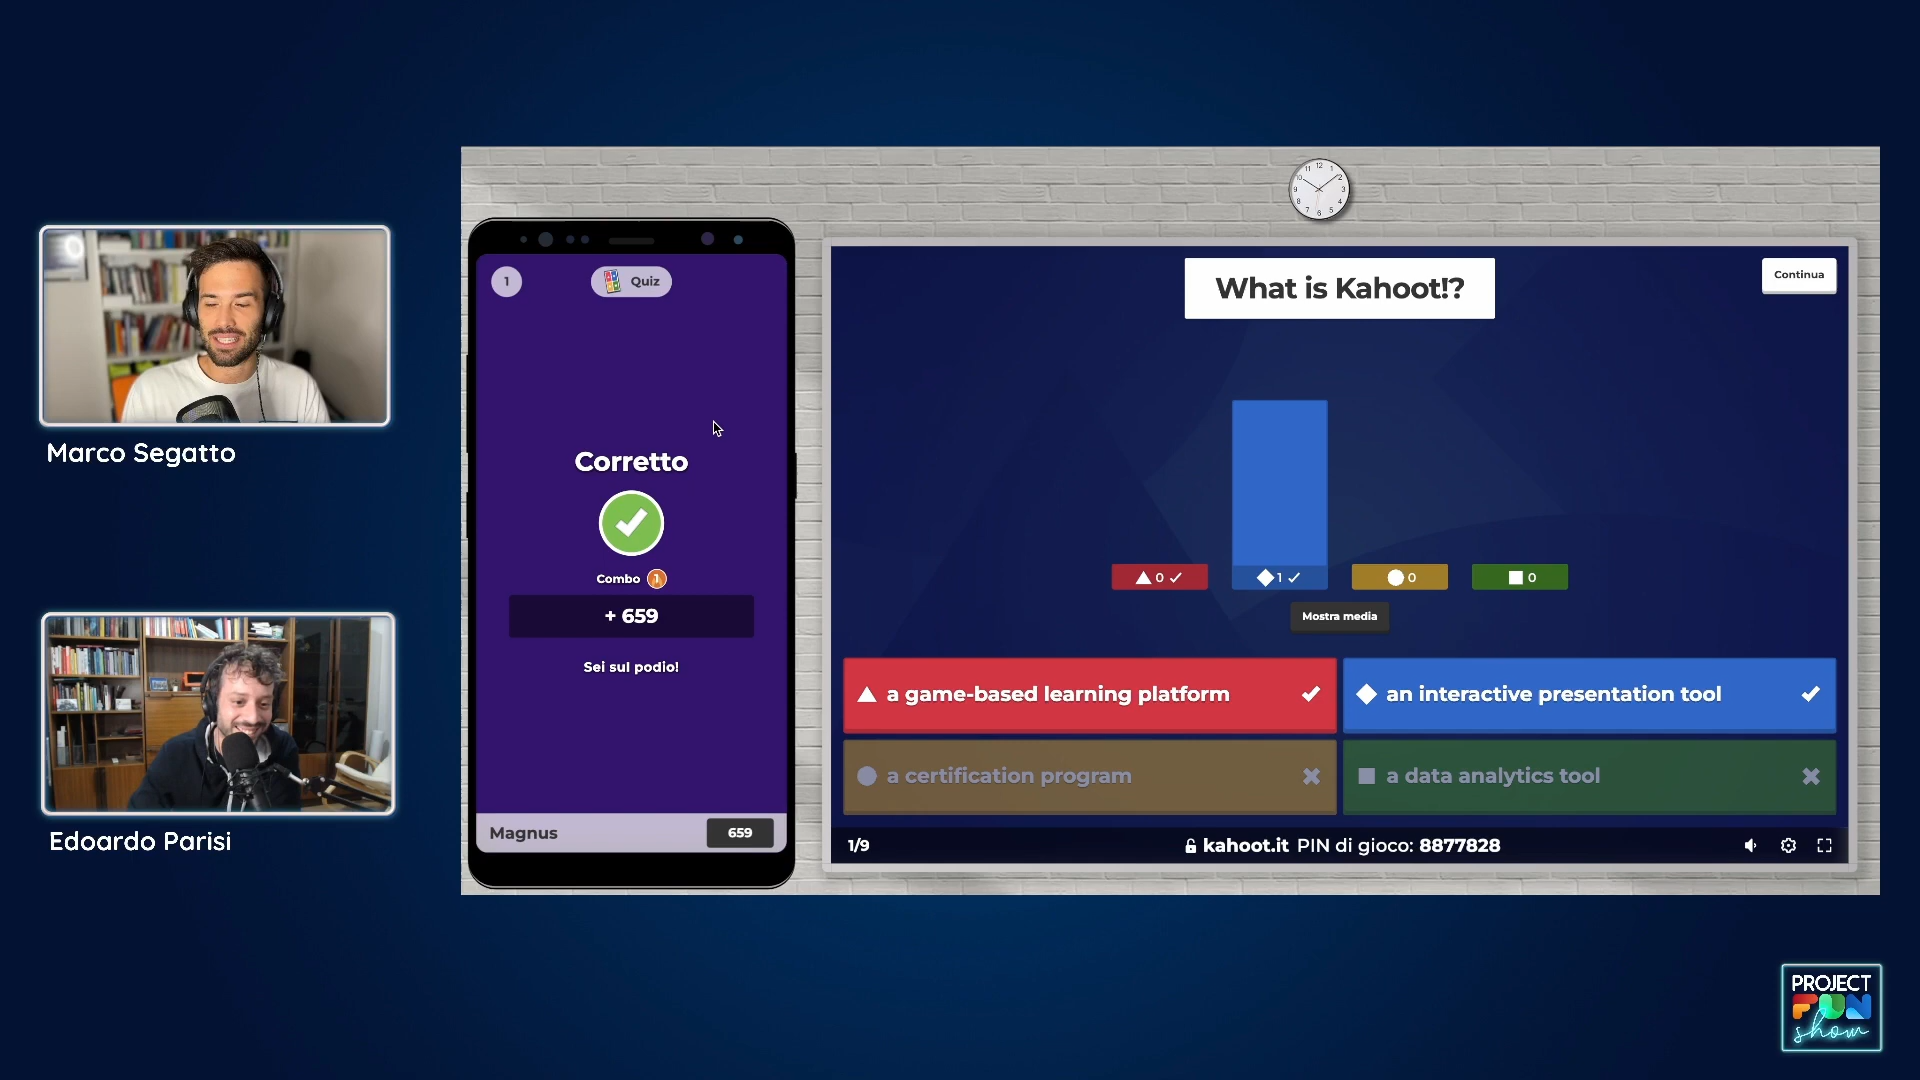 Marco Segatto
Edoardo Parisi
1
Quiz
Corretto
Combo 1
+ 659
Sei sul podio!
Magnus
659
What is Kahoot!?
Continua
0
1
0
0
Mostra media
a game-based learning platform
an interactive presentation tool
a certification program
a data analytics tool
1/9
kahoot.it PIN di gioco: 8877828
PROJECT
FUN
show